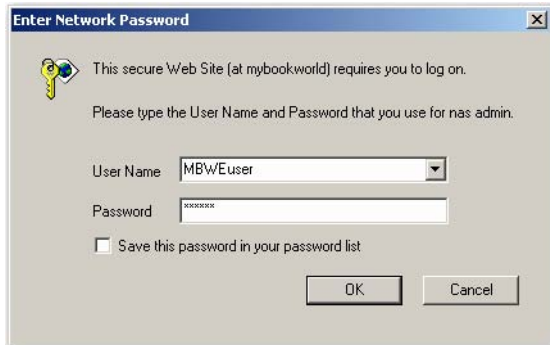 Enter Network Password
This secure Web Site (at mybookworld) requires you to log on.
Please type the User Name and Password that you use for nas admin.
User Name
MBWEuser
Password
xxxxxx
Save this password in your password list
OK
Cancel